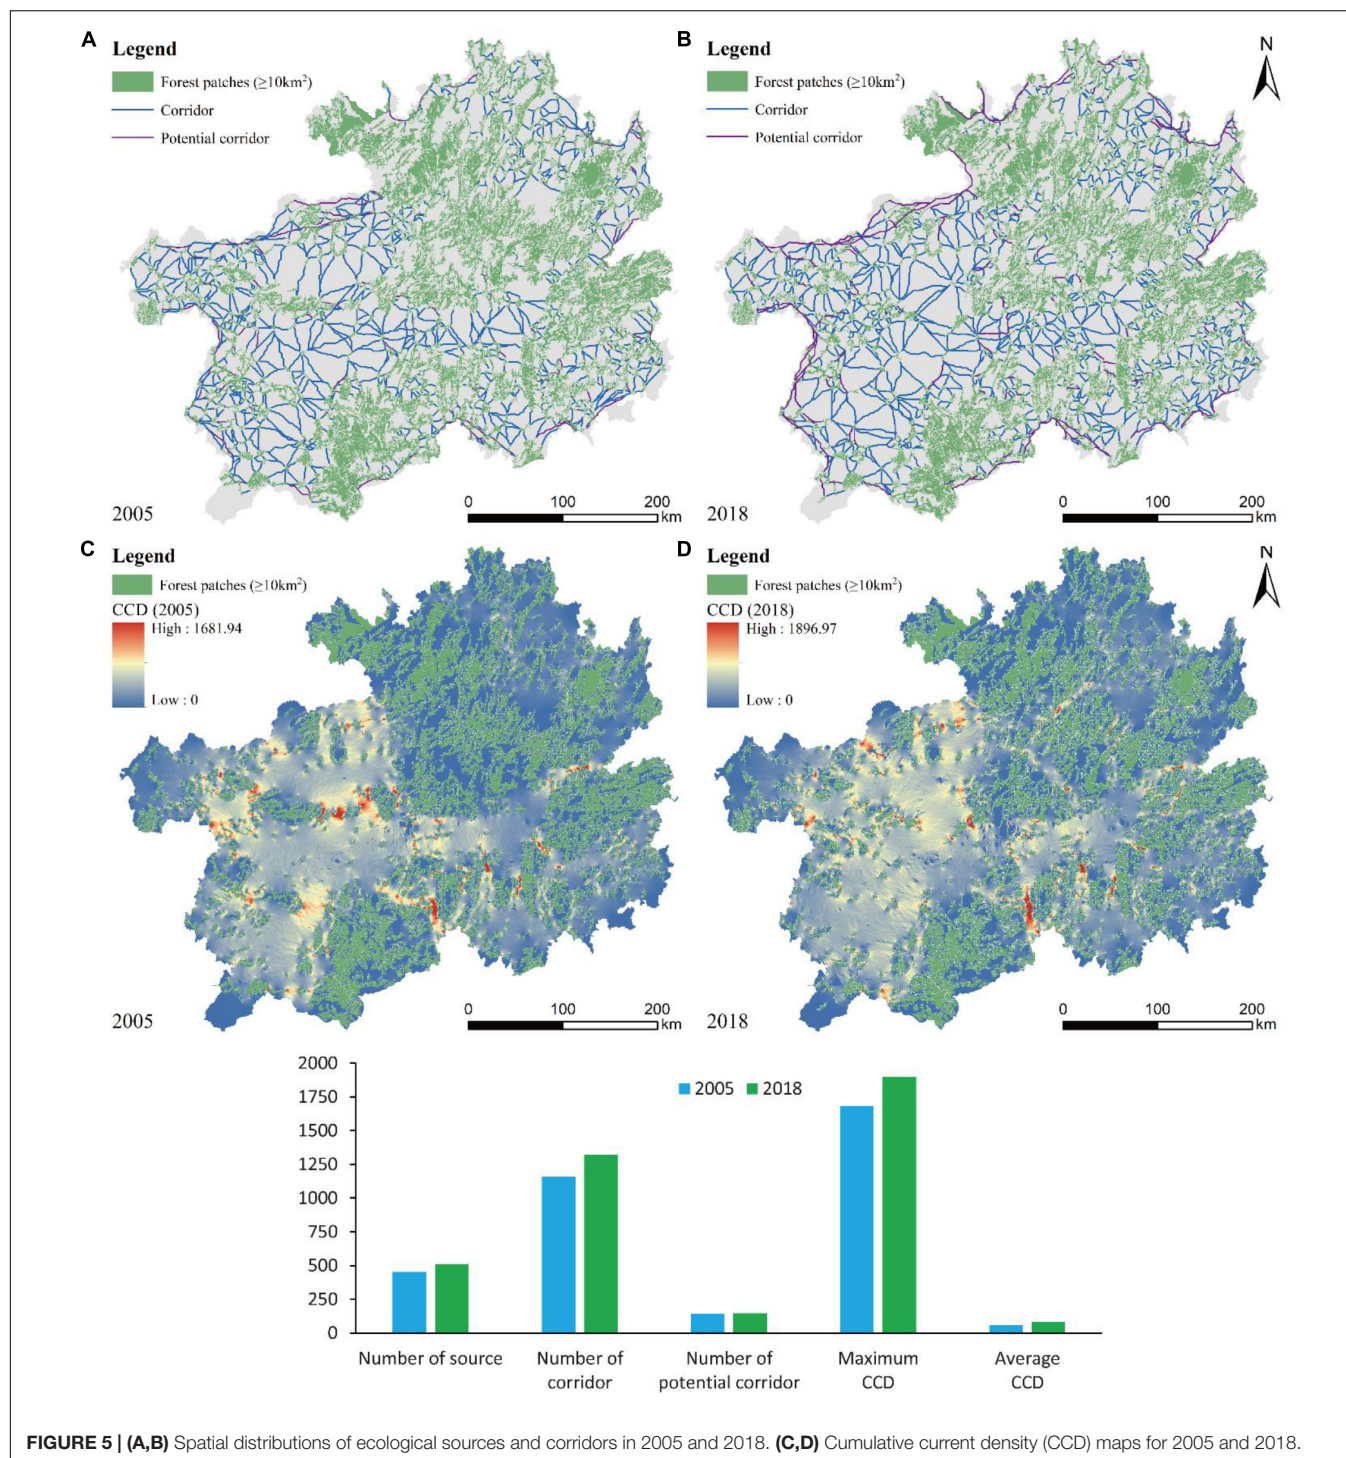 A
Legend
Forest patches (≥10km²)
Corridor
Potential corridor
2005
0 100 200
km
B
Legend
Forest patches (≥10km²)
Corridor
Potential corridor
N
2018
0 100 200
km
C
Legend
Forest patches (≥10km²)
CCD (2005)
High : 1681.94
Low : 0
2005
0 100 200
km
D
Legend
Forest patches (≥10km²)
CCD (2018)
High : 1896.97
Low : 0
N
2018
0 100 200
km
2000
1750
1500
1250
1000
750
500
250
0
2005 2018
Number of source
Number of
corridor
Number of
potential corridor
Maximum
CCD
Average
CCD
FIGURE 5 | (A,B) Spatial distributions of ecological sources and corridors in 2005 and 2018. (C,D) Cumulative current density (CCD) maps for 2005 and 2018.